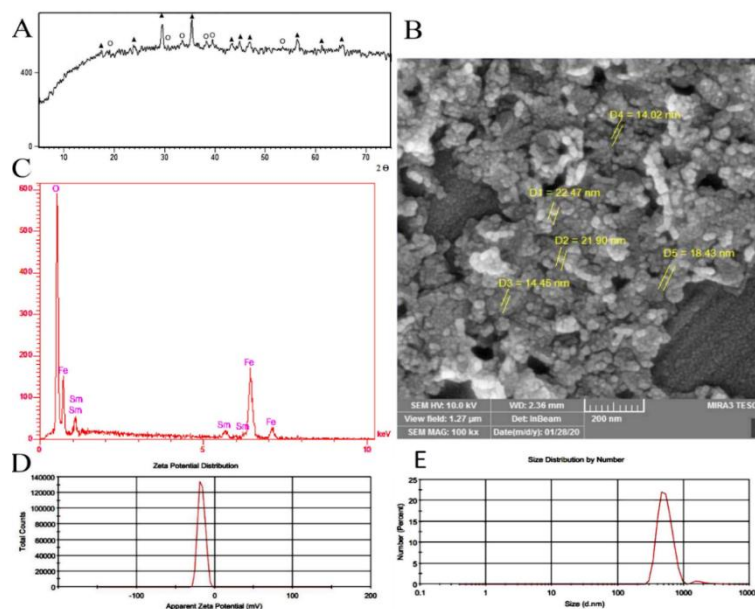 A
400
10
20
30
40
50
60
70
2Θ
B
D4 = 14.02 nm
D1 = 22.47 nm
D2 = 21.90 nm
D5 = 18.43 nm
D3 = 14.45 nm
SEM HV: 10.0 kV
WD: 2.36 mm
MIRA3 TESC
View field: 1.27 µm
Det: InBeam
200 nm
SEM MAG: 100 kx
Date(m/d/y): 01/28/20
C
600
500
400
300
200
100
0
O
Fe
Sm
Sm
Sm
Sm
Fe
Fe
keV
0
5
10
D
Zeta Potential Distribution
Total Counts
140000
120000
100000
80000
60000
40000
20000
0
-100
0
100
200
Apparent Zeta Potential (mV)
E
Size Distribution by Number
Number (Percent)
25
20
15
10
5
0
0.1
1
10
100
1000
Size (d.nm)